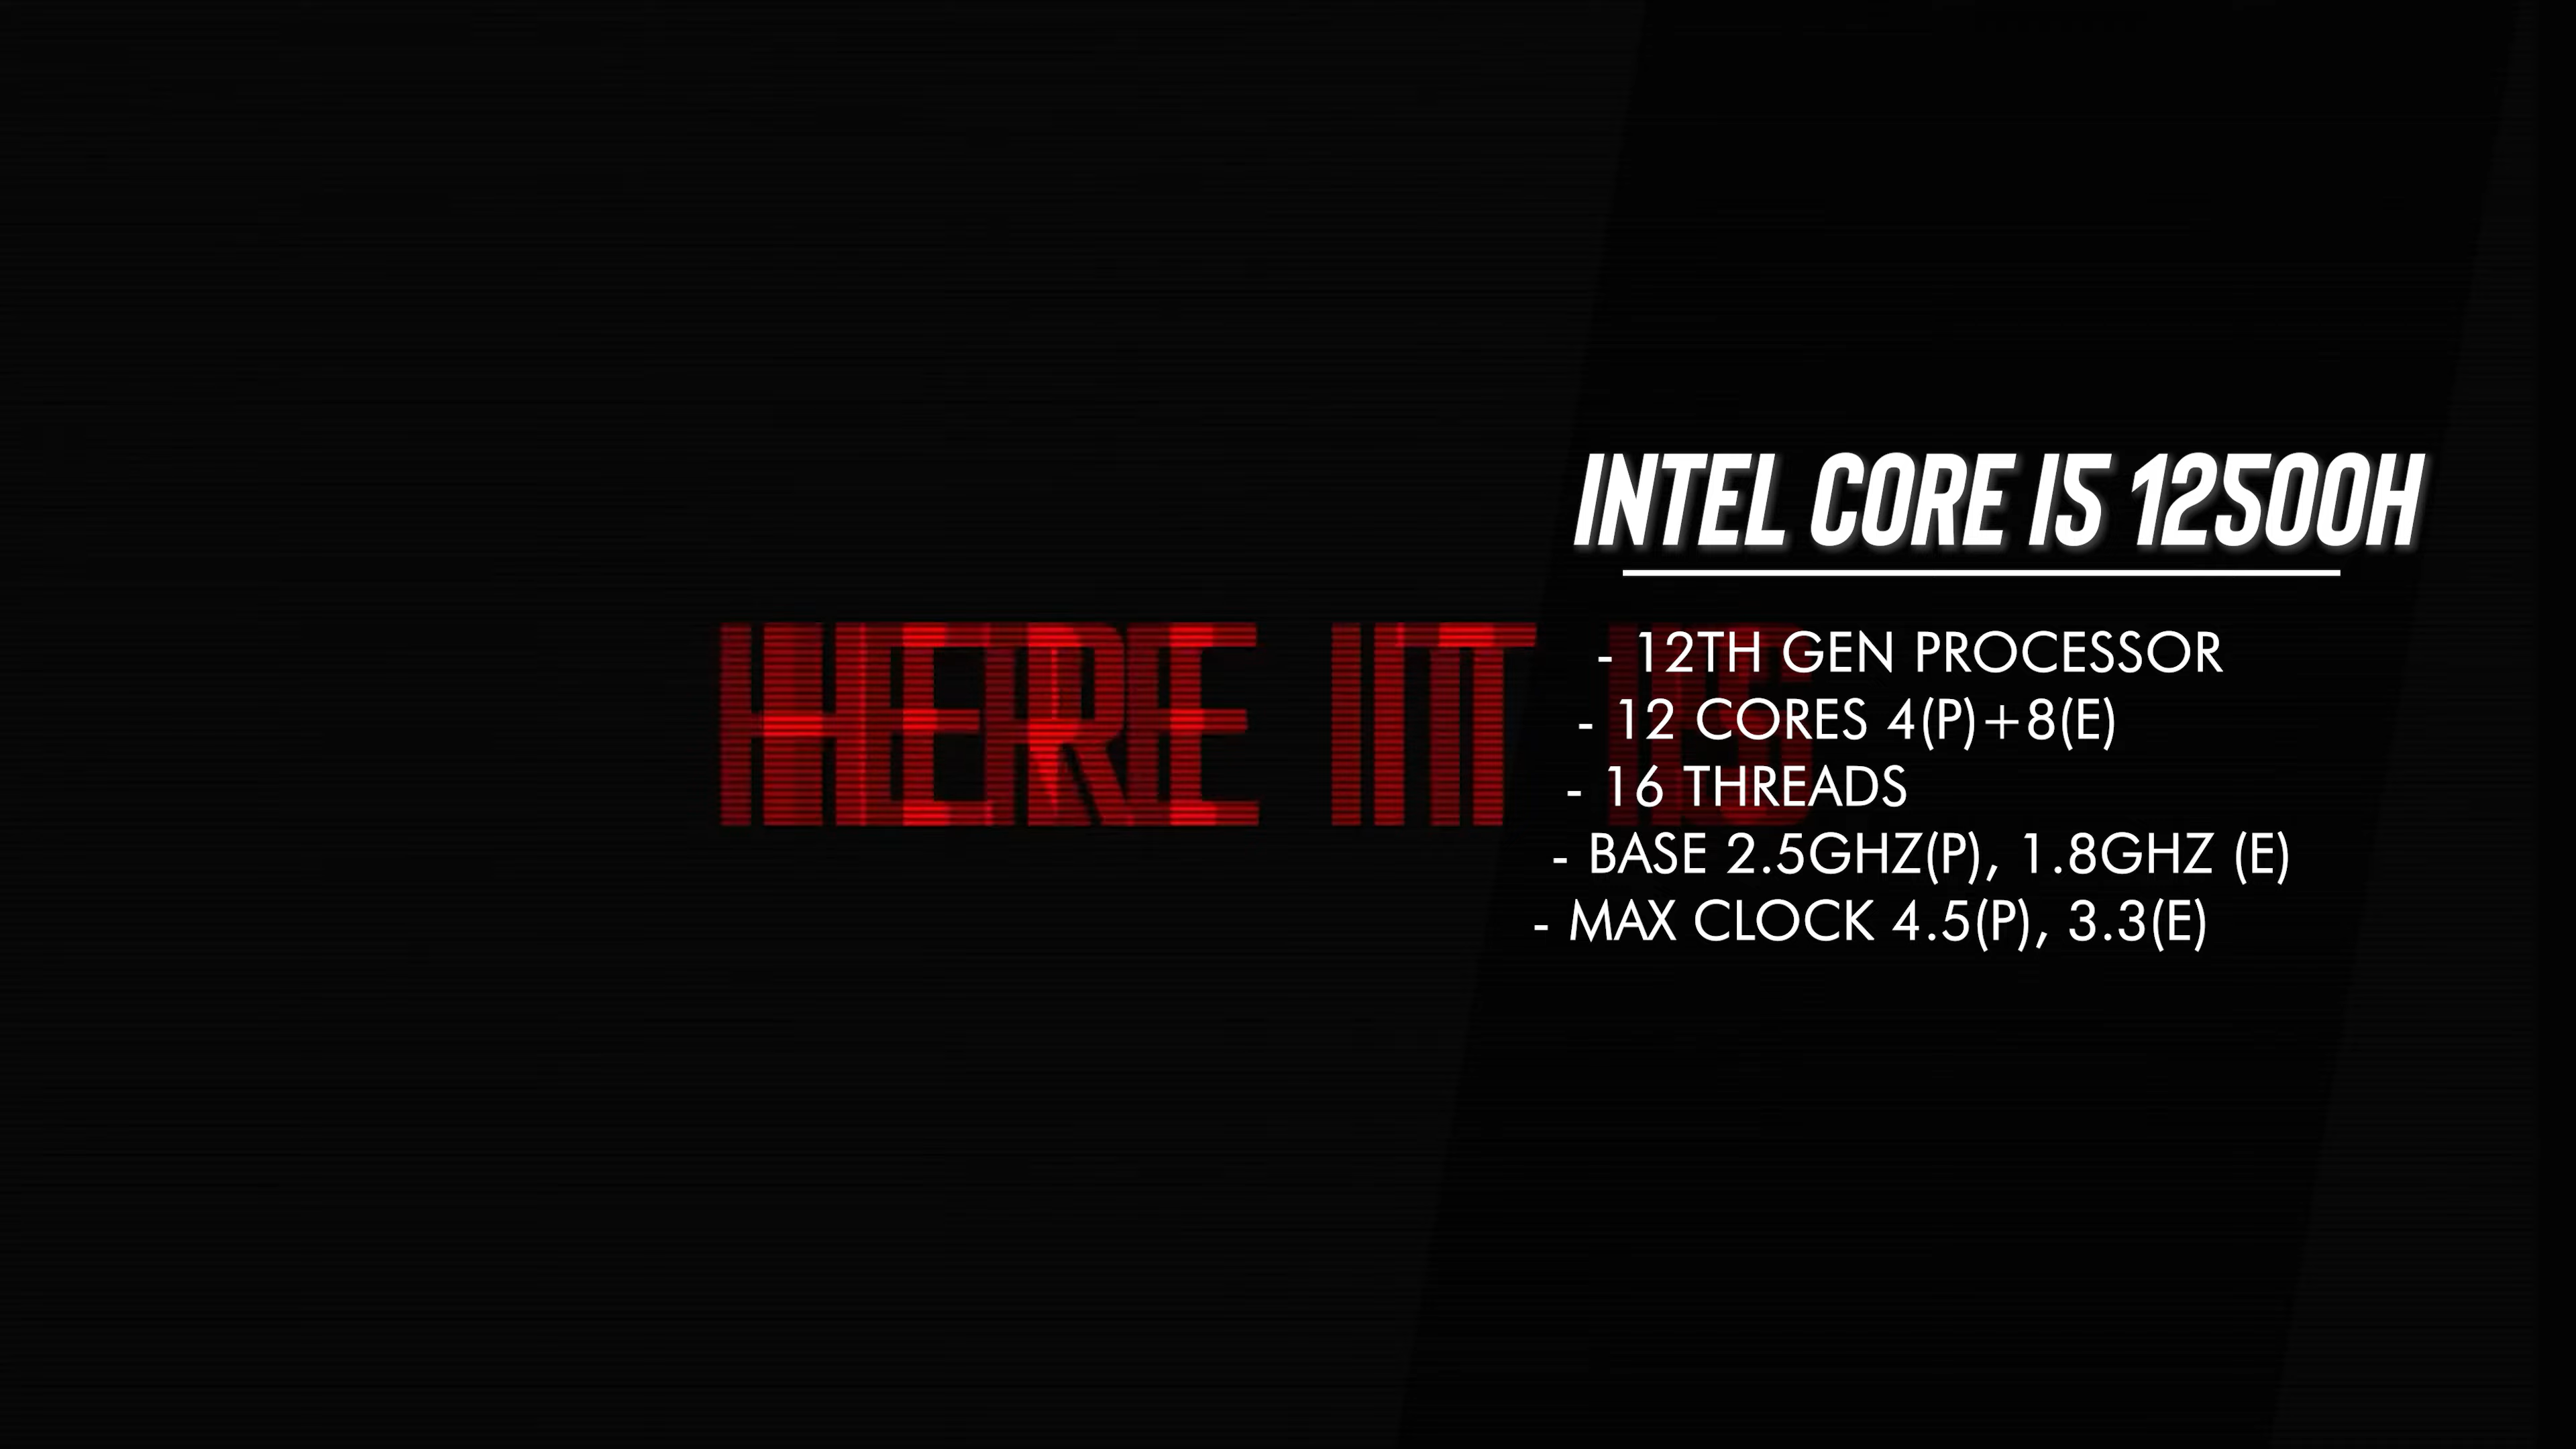 INTEL CORE I5 12500H
HERE IT IS
- 12TH GEN PROCESSOR
- 12 CORES 4(P)+8(E)
- 16 THREADS
- BASE 2.5GHZ(P), 1.8GHZ (E)
- MAX CLOCK 4.5(P), 3.3(E)